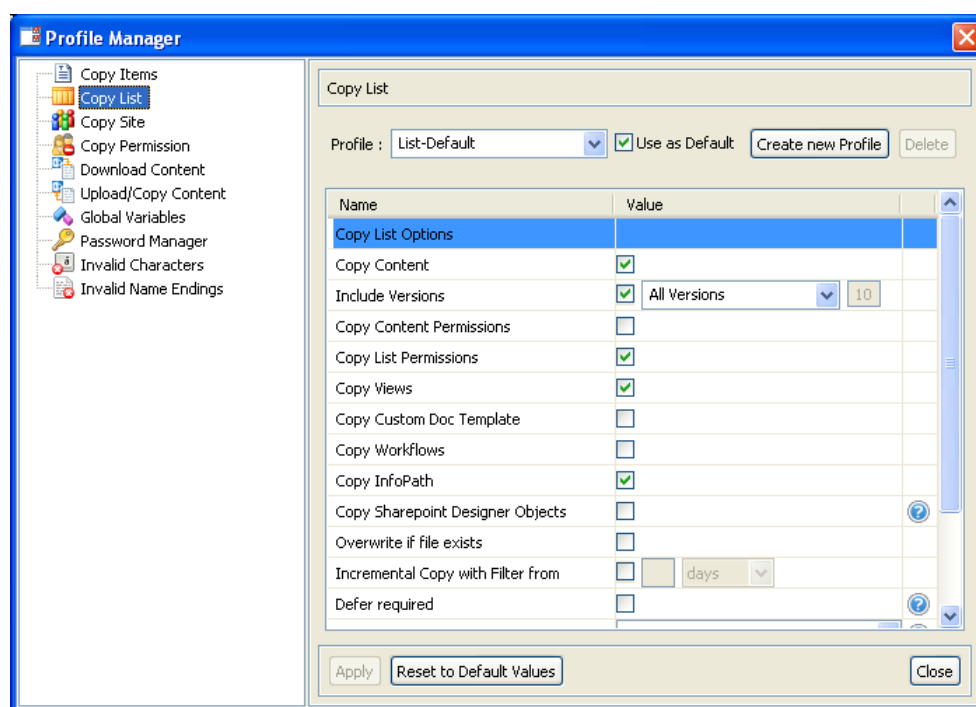 Profile Manager
Copy Items
Copy List
Copy Site
Copy Permission
Download Content
Upload/Copy Content
Global Variables
Password Manager
Invalid Characters
Invalid Name Endings
Copy List
Profile : List-Default Use as Default Create new Profile Delete
Name Value
Copy List Options
Copy Content
Include Versions All Versions 10
Copy Content Permissions
Copy List Permissions
Copy Views
Copy Custom Doc Template
Copy Workflows
Copy InfoPath
Copy Sharepoint Designer Objects
Overwrite if file exists
Incremental Copy with Filter from days
Defer required
Apply Reset to Default Values Close